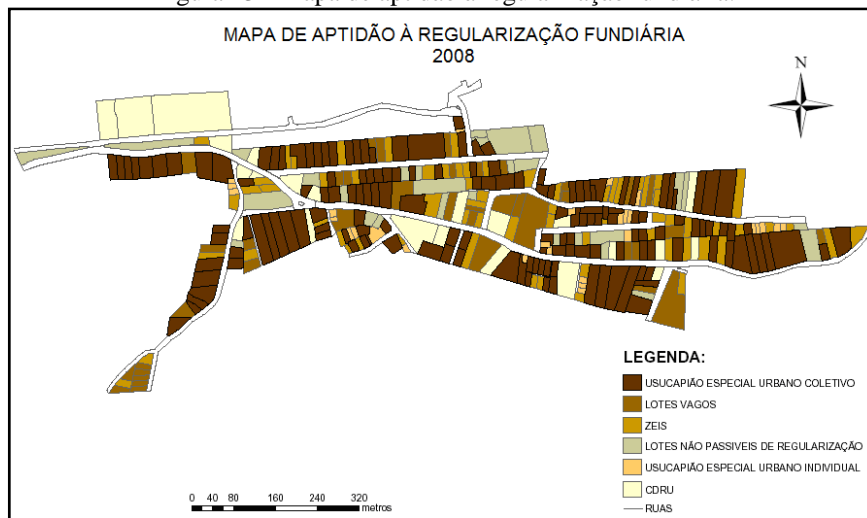 MAPA DE APTIDÃO À REGULARIZAÇÃO FUNDIÁRIA
2008
N
LEGENDA:
USUCAPIÃO ESPECIAL URBANO COLETIVO
LOTES VAGOS
ZEIS
LOTES NÃO PASSIVEIS DE REGULARIZAÇÃO
USUCAPIÃO ESPECIAL URBANO INDIVIDUAL
CDRU
RUAS
0 40 80 160 240 320
metros